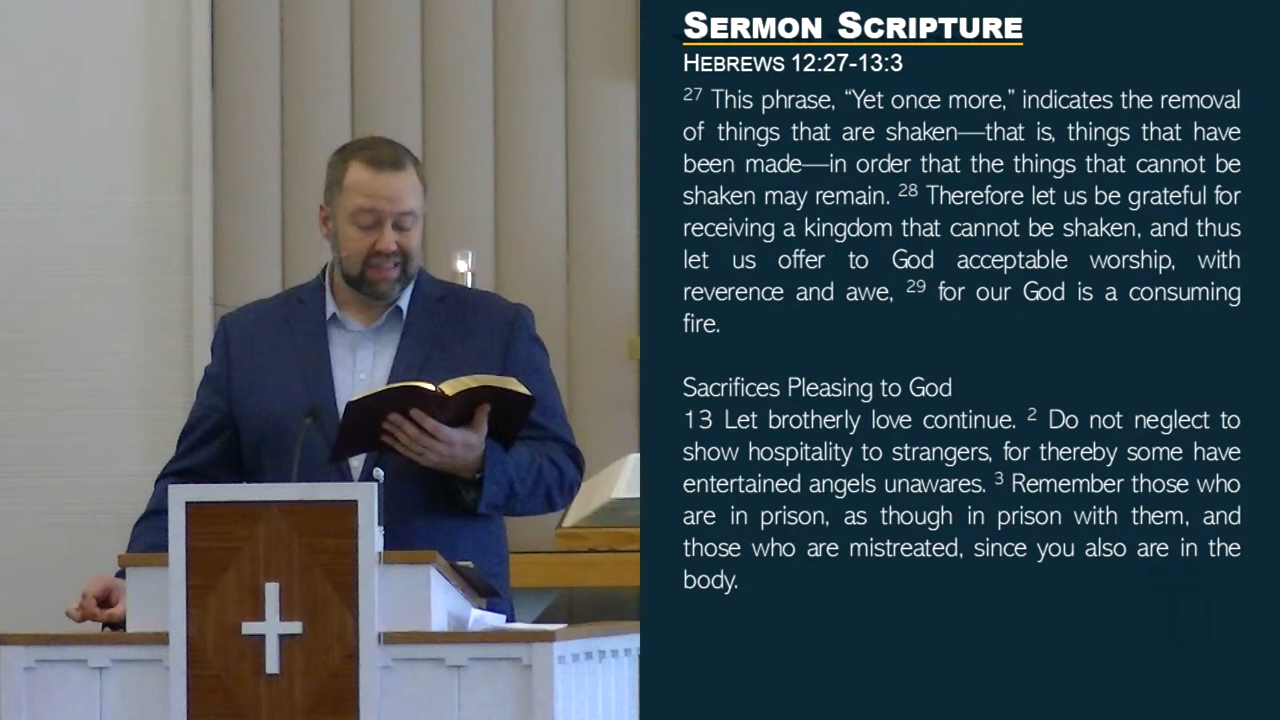 SERMON SCRIPTURE
HEBREWS 12:27-13:3
²⁷ This phrase, “Yet once more,” indicates the removal
of things that are shaken—that is, things that have
been made—in order that the things that cannot be
shaken may remain. ²⁸ Therefore let us be grateful for
receiving a kingdom that cannot be shaken, and thus
let us offer to God acceptable worship, with
reverence and awe, ²⁹ for our God is a consuming
fire.
Sacrifices Pleasing to God
13 Let brotherly love continue. ² Do not neglect to
show hospitality to strangers, for thereby some have
entertained angels unawares. ³ Remember those who
are in prison, as though in prison with them, and
those who are mistreated, since you also are in the
body.